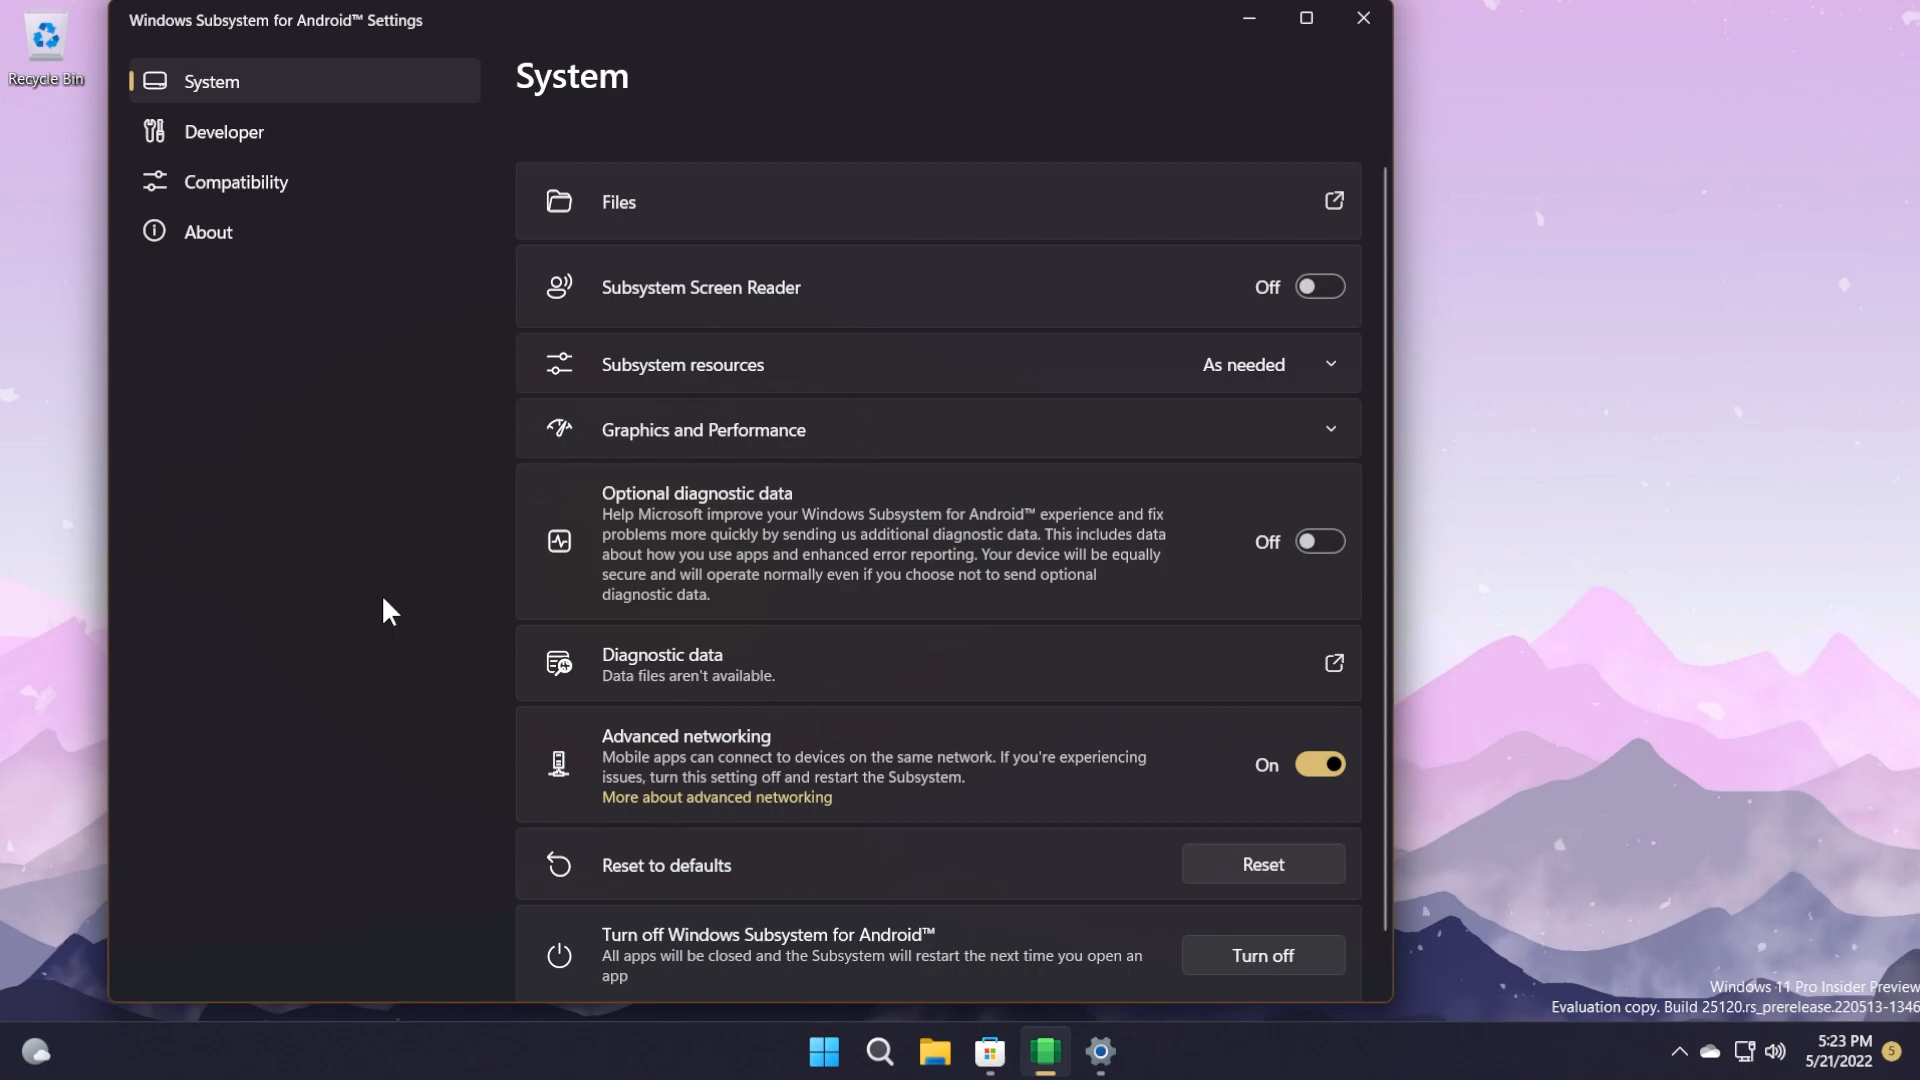 Windows Subsystem for Android™ Settings
Recycle Bin
System
Developer
Compatibility
About
System
Files
Subsystem Screen Reader
Off
Subsystem resources
As needed
Graphics and Performance
Optional diagnostic data
Help Microsoft improve your Windows Subsystem for Android™ experience and fix
problems more quickly by sending us additional diagnostic data. This includes data
about how you use apps and enhanced error reporting. Your device will be equally
secure and will operate normally even if you choose not to send optional
diagnostic data.
Off
Diagnostic data
Data files aren't available.
Advanced networking
Mobile apps can connect to devices on the same network. If you're experiencing
issues, turn this setting off and restart the Subsystem.
More about advanced networking
On
Reset to defaults
Reset
Turn off Windows Subsystem for Android™
All apps will be closed and the Subsystem will restart the next time you open an
app
Turn off
Windows 11 Pro Insider Preview
Evaluation copy. Build 25120.rs_prerelease.220513-1346
5:23 PM
5/21/2022
5